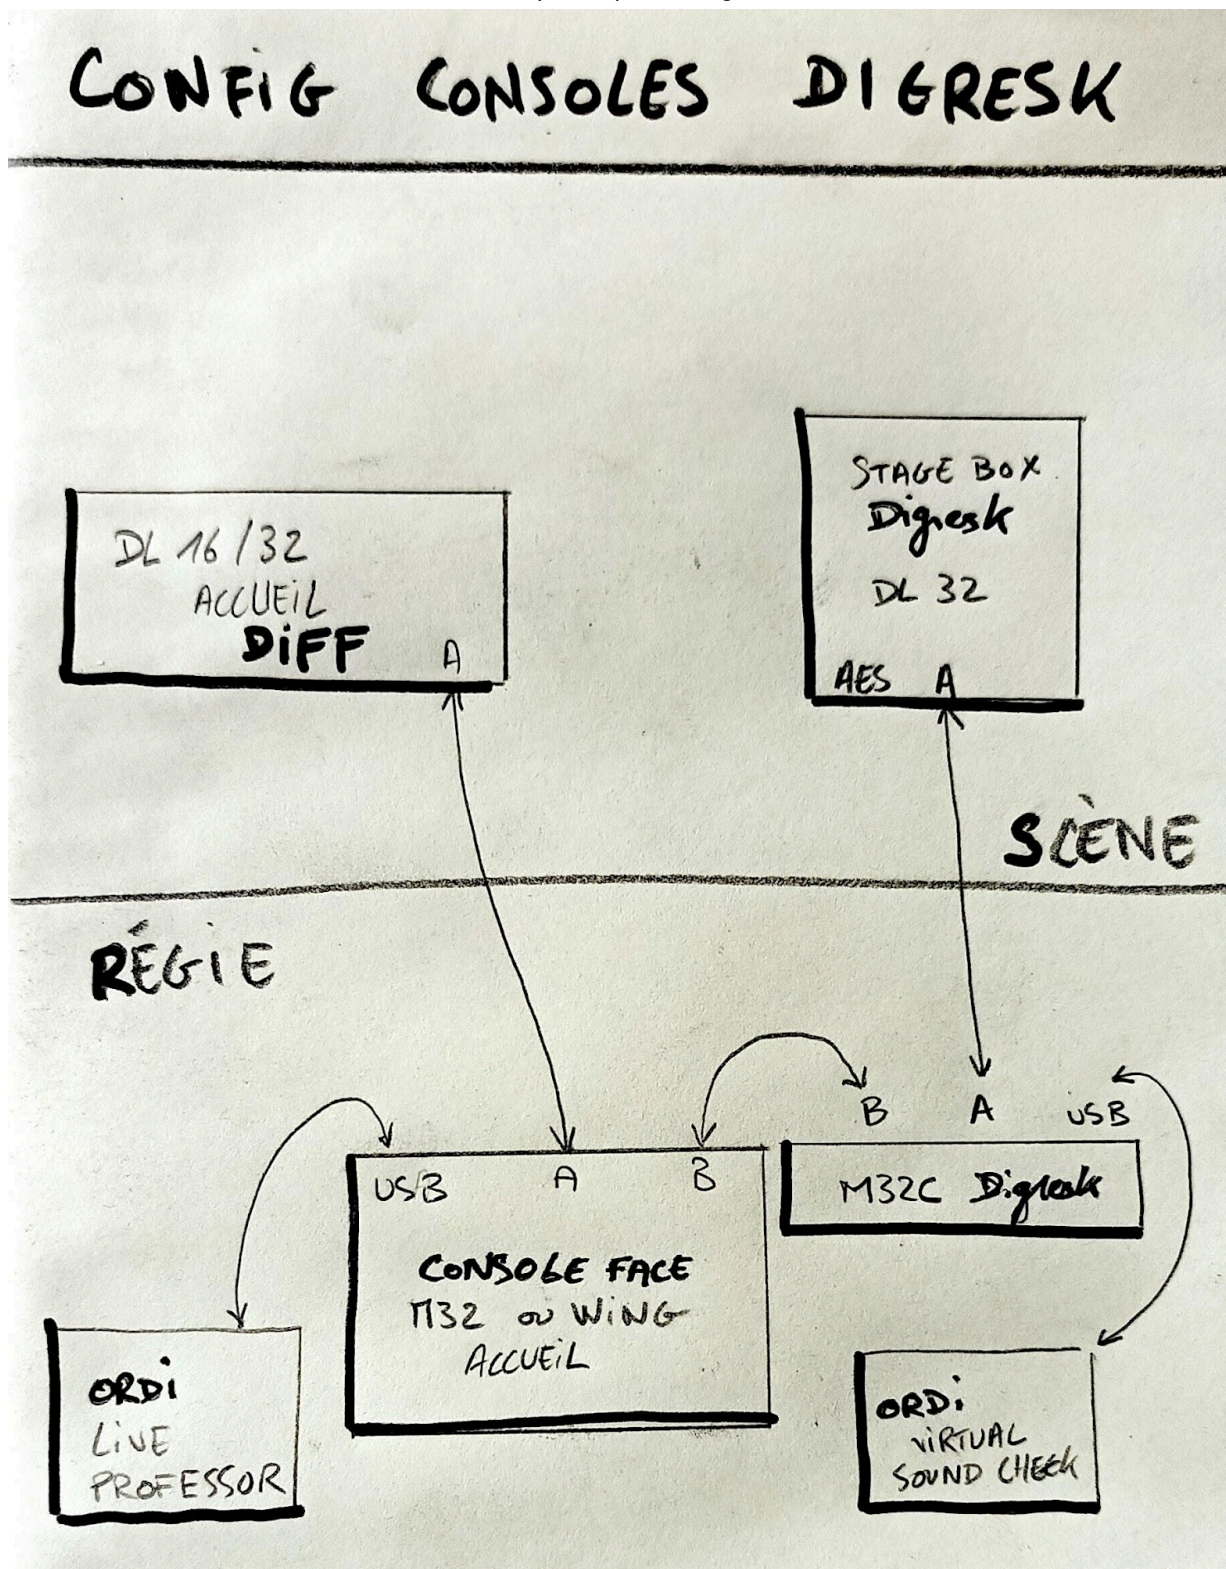 CONFIG CONSOLES DIGRESK
STAGE BOX
Digresk
DL 32
AES A
DL 16/32
ACCUEIL
DIFF A
SCÈNE
RÉGIE
B A USB
M32C Digresk
USB A B
CONSOLE FACE
M32 ou WING
ACCUEIL
ORDI
LIVE
PROFESSOR
ORDI
VIRTUAL
SOUND CHECK